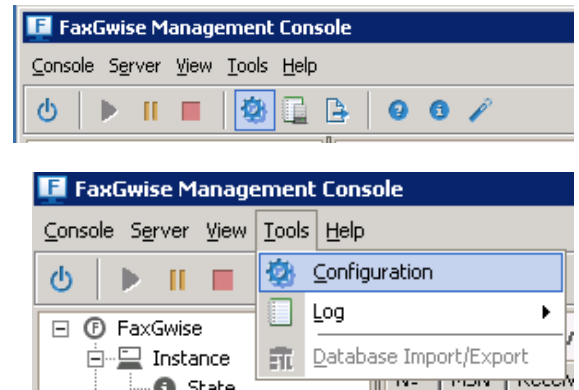 FaxGwise Management Console
Console Server View Tools Help
FaxGwise Management Console
Console Server View Tools Help
Configuration
Log
FaxGwise
Database Import/Export
Instance
State